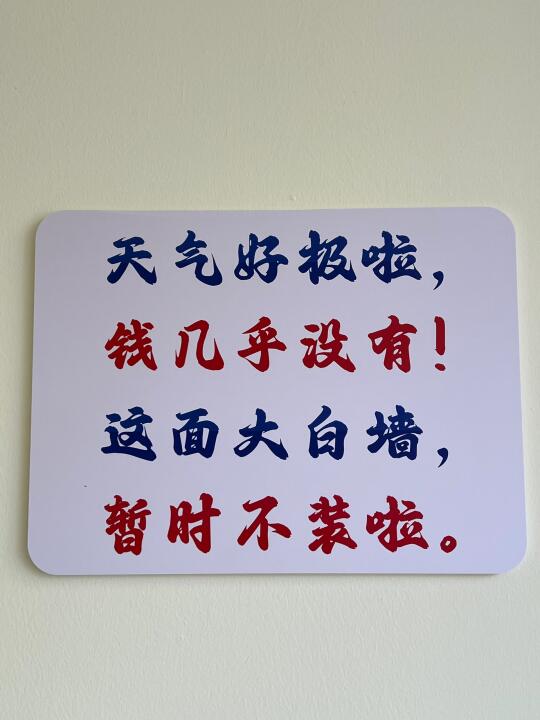 天气好极啦，
钱几乎没有！
这面大白墙，
暂时不装啦。